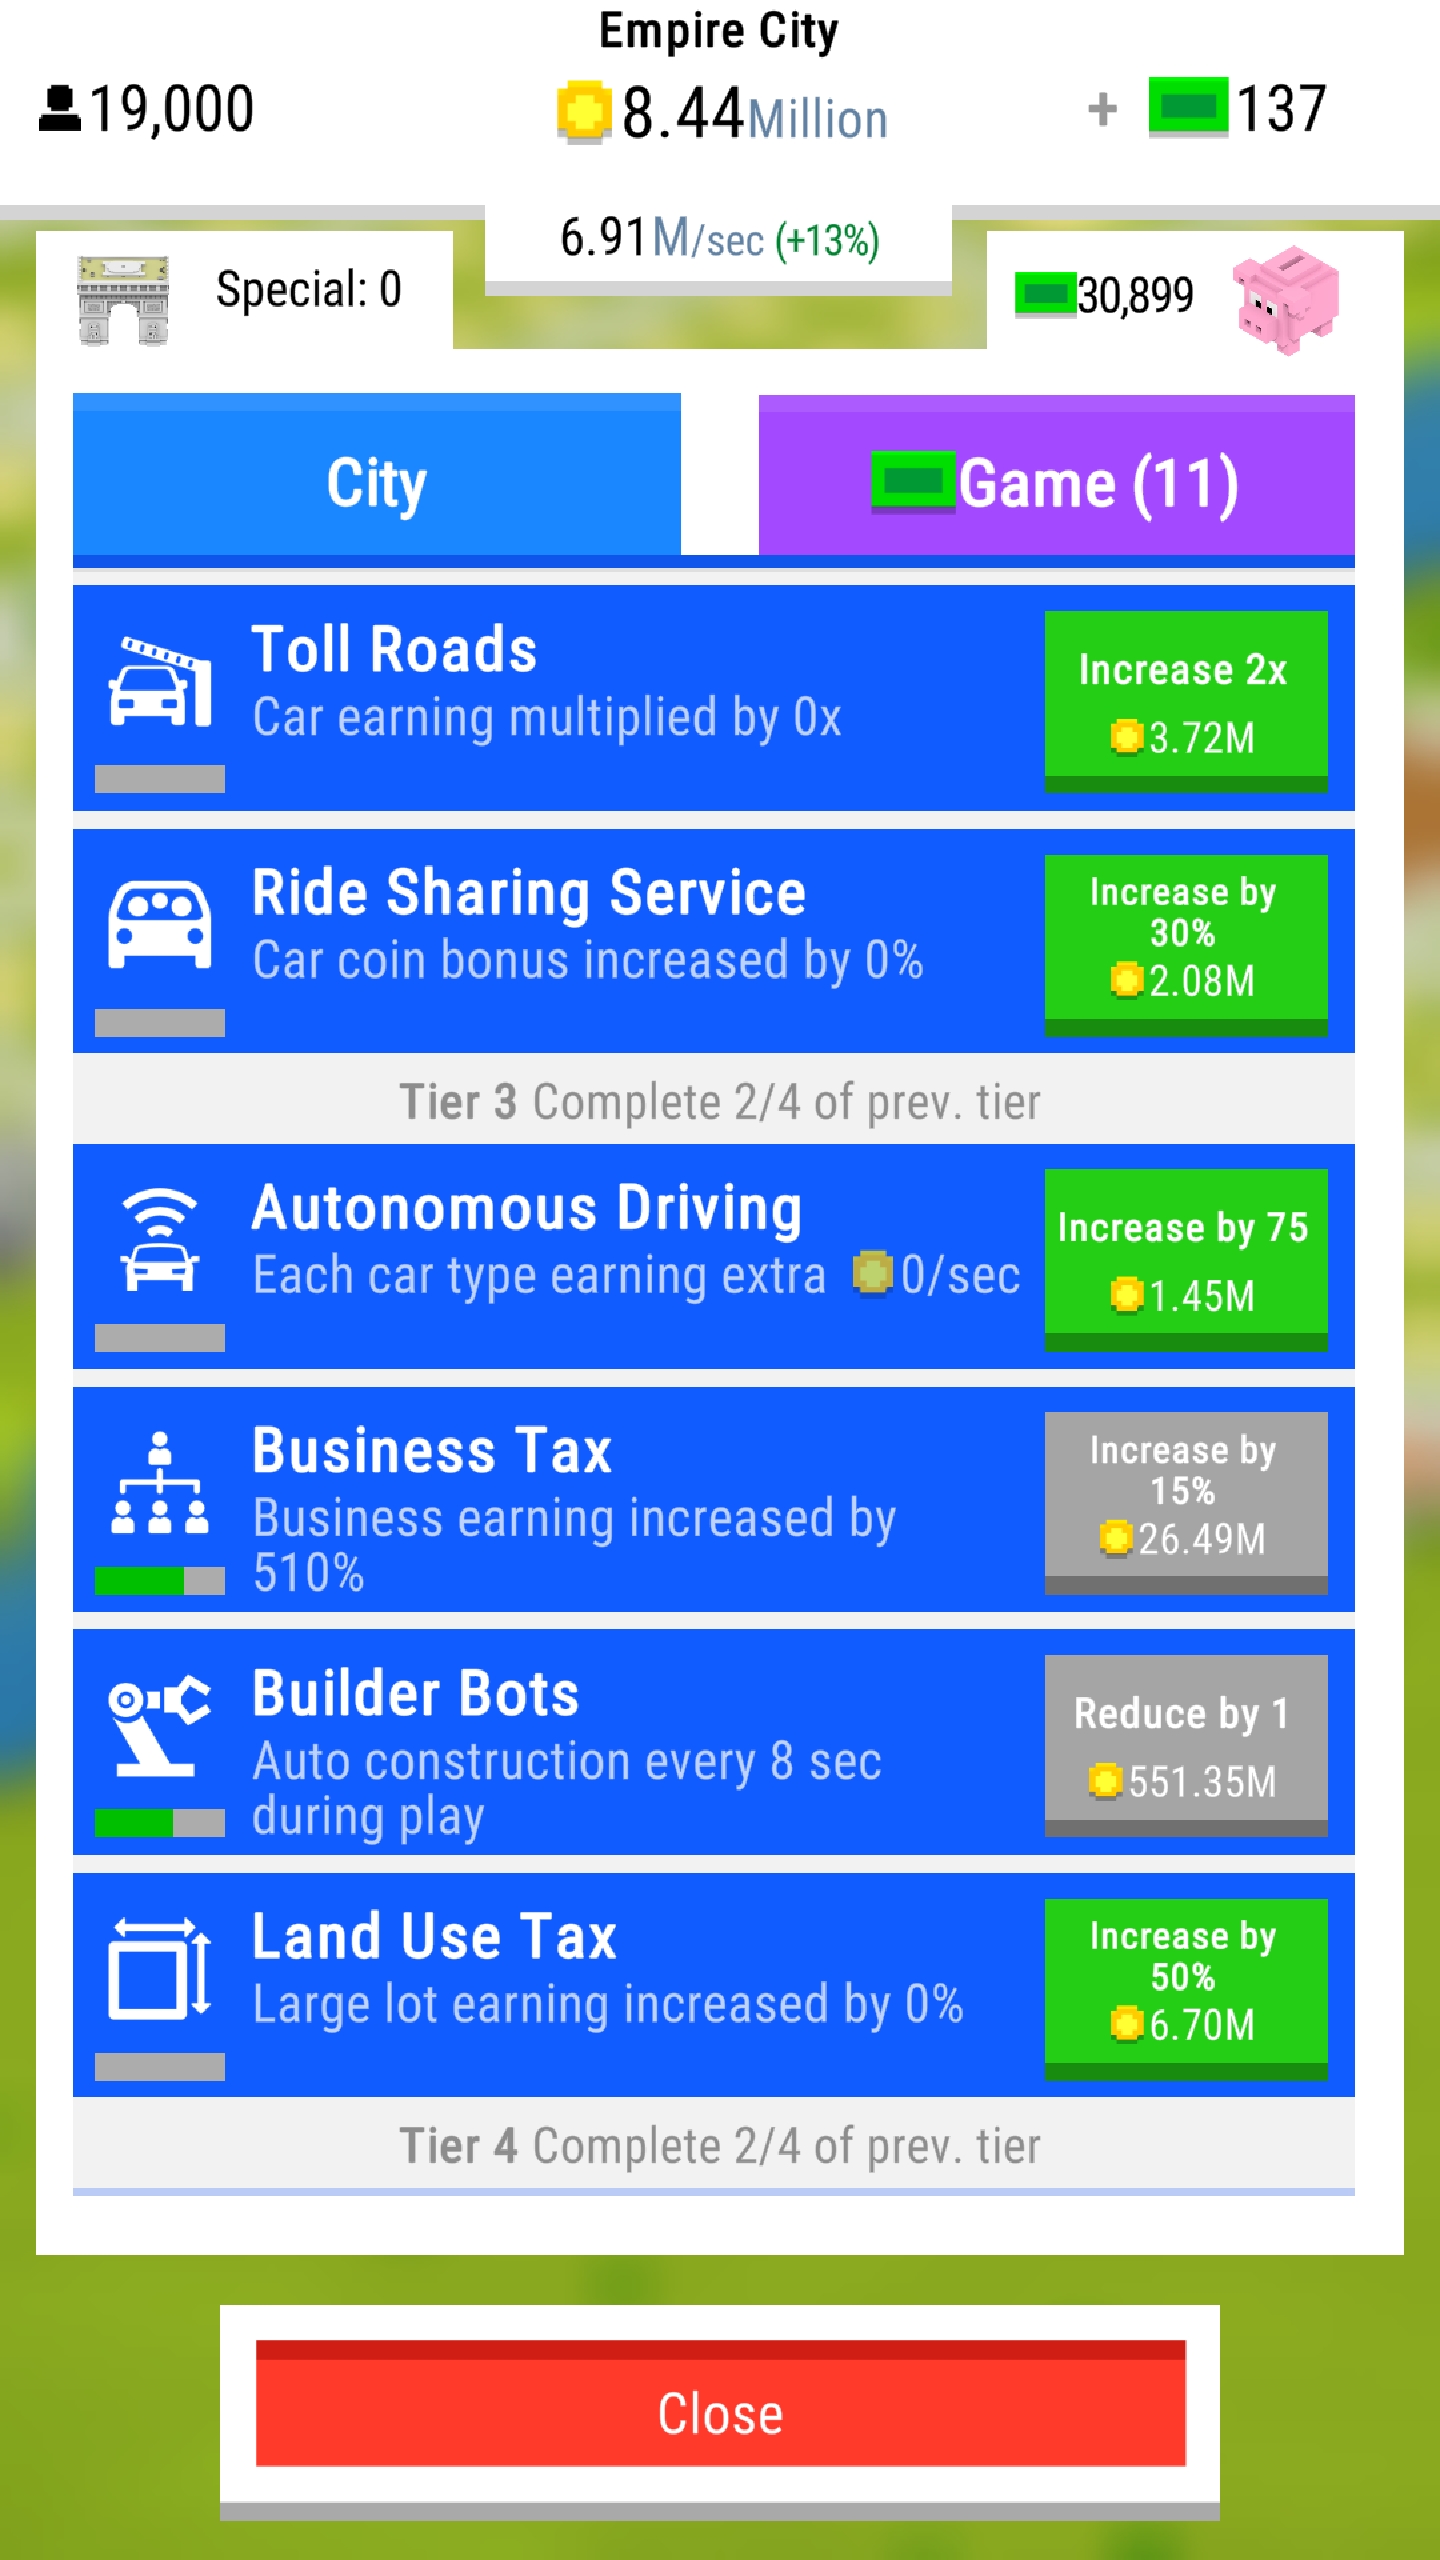 Empire City
19,000
8.44Million
+ 137
6.91M/sec (+13%)
Special: 0
30,899
City
Game (11)
Toll Roads
Car earning multiplied by 0x
Increase 2x
3.72M
Ride Sharing Service
Car coin bonus increased by 0%
Increase by
30%
2.08M
Tier 3 Complete 2/4 of prev. tier
Autonomous Driving
Each car type earning extra 0/sec
Increase by 75
1.45M
Business Tax
Business earning increased by
510%
Increase by
15%
26.49M
Builder Bots
Auto construction every 8 sec
during play
Reduce by 1
551.35M
Land Use Tax
Large lot earning increased by 0%
Increase by
50%
6.70M
Tier 4 Complete 2/4 of prev. tier
Close